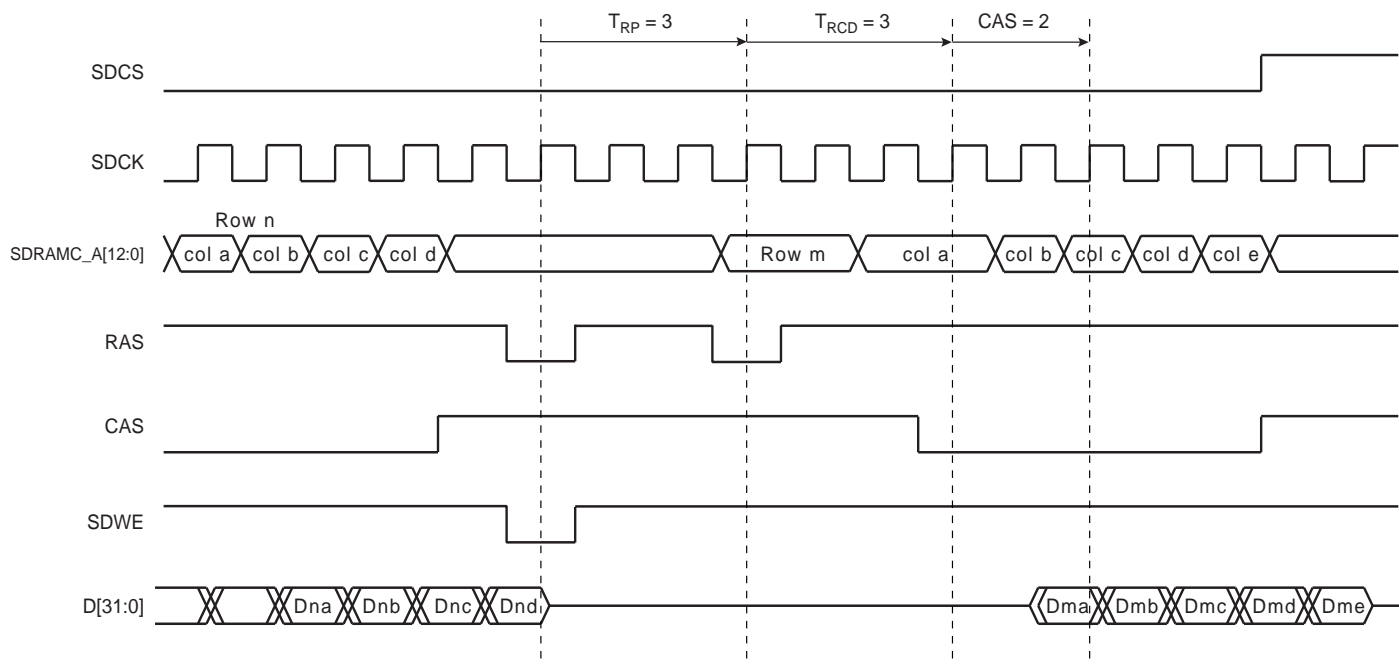 T_RP = 3 T_RCD = 3 CAS = 2
SDCS
SDCK
Row n
SDRAMC_A[12:0] col a col b col c col d Row m col a col b col c col d col e
RAS
CAS
SDWE
D[31:0] Dna Dnb Dnc Dnd Dma Dmb Dmc Dmd Dme